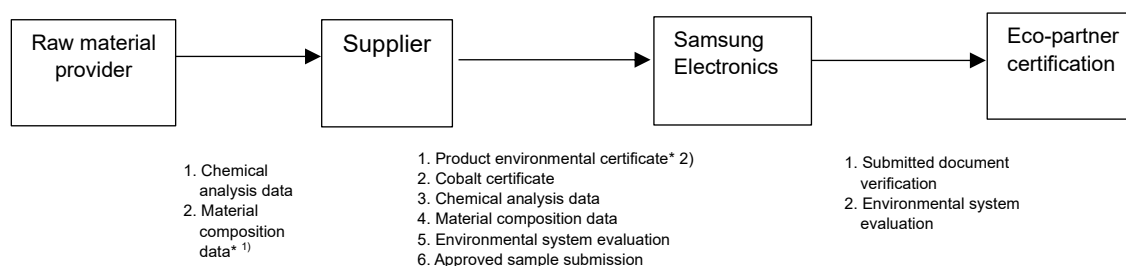 Raw material
provider
Supplier
Samsung
Electronics
Eco-partner
certification
1. Chemical
analysis data
2. Material
composition
data* 1)
1. Product environmental certificate* 2)
2. Cobalt certificate
3. Chemical analysis data
4. Material composition data
5. Environmental system evaluation
6. Approved sample submission
1. Submitted document
verification
2. Environmental system
evaluation